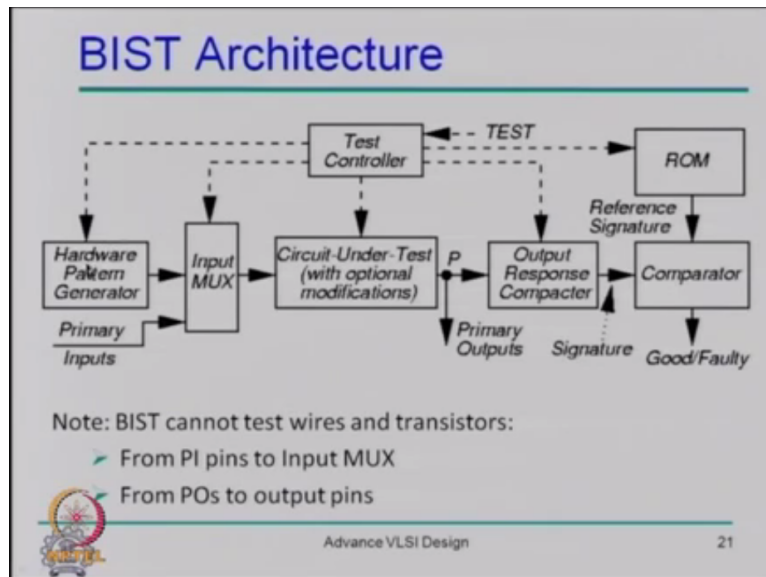 BIST Architecture
Test
Controller
TEST
ROM
Reference
Signature
Hardware
Pattern
Generator
Input
MUX
Circuit-Under-Test
(with optional
modifications)
P
Output
Response
Compacter
Comparator
Primary
Inputs
Primary
Outputs
Signature
Good/Faulty
Note: BIST cannot test wires and transistors:
From PI pins to Input MUX
From POs to output pins
NPTEL
Advance VLSI Design
21